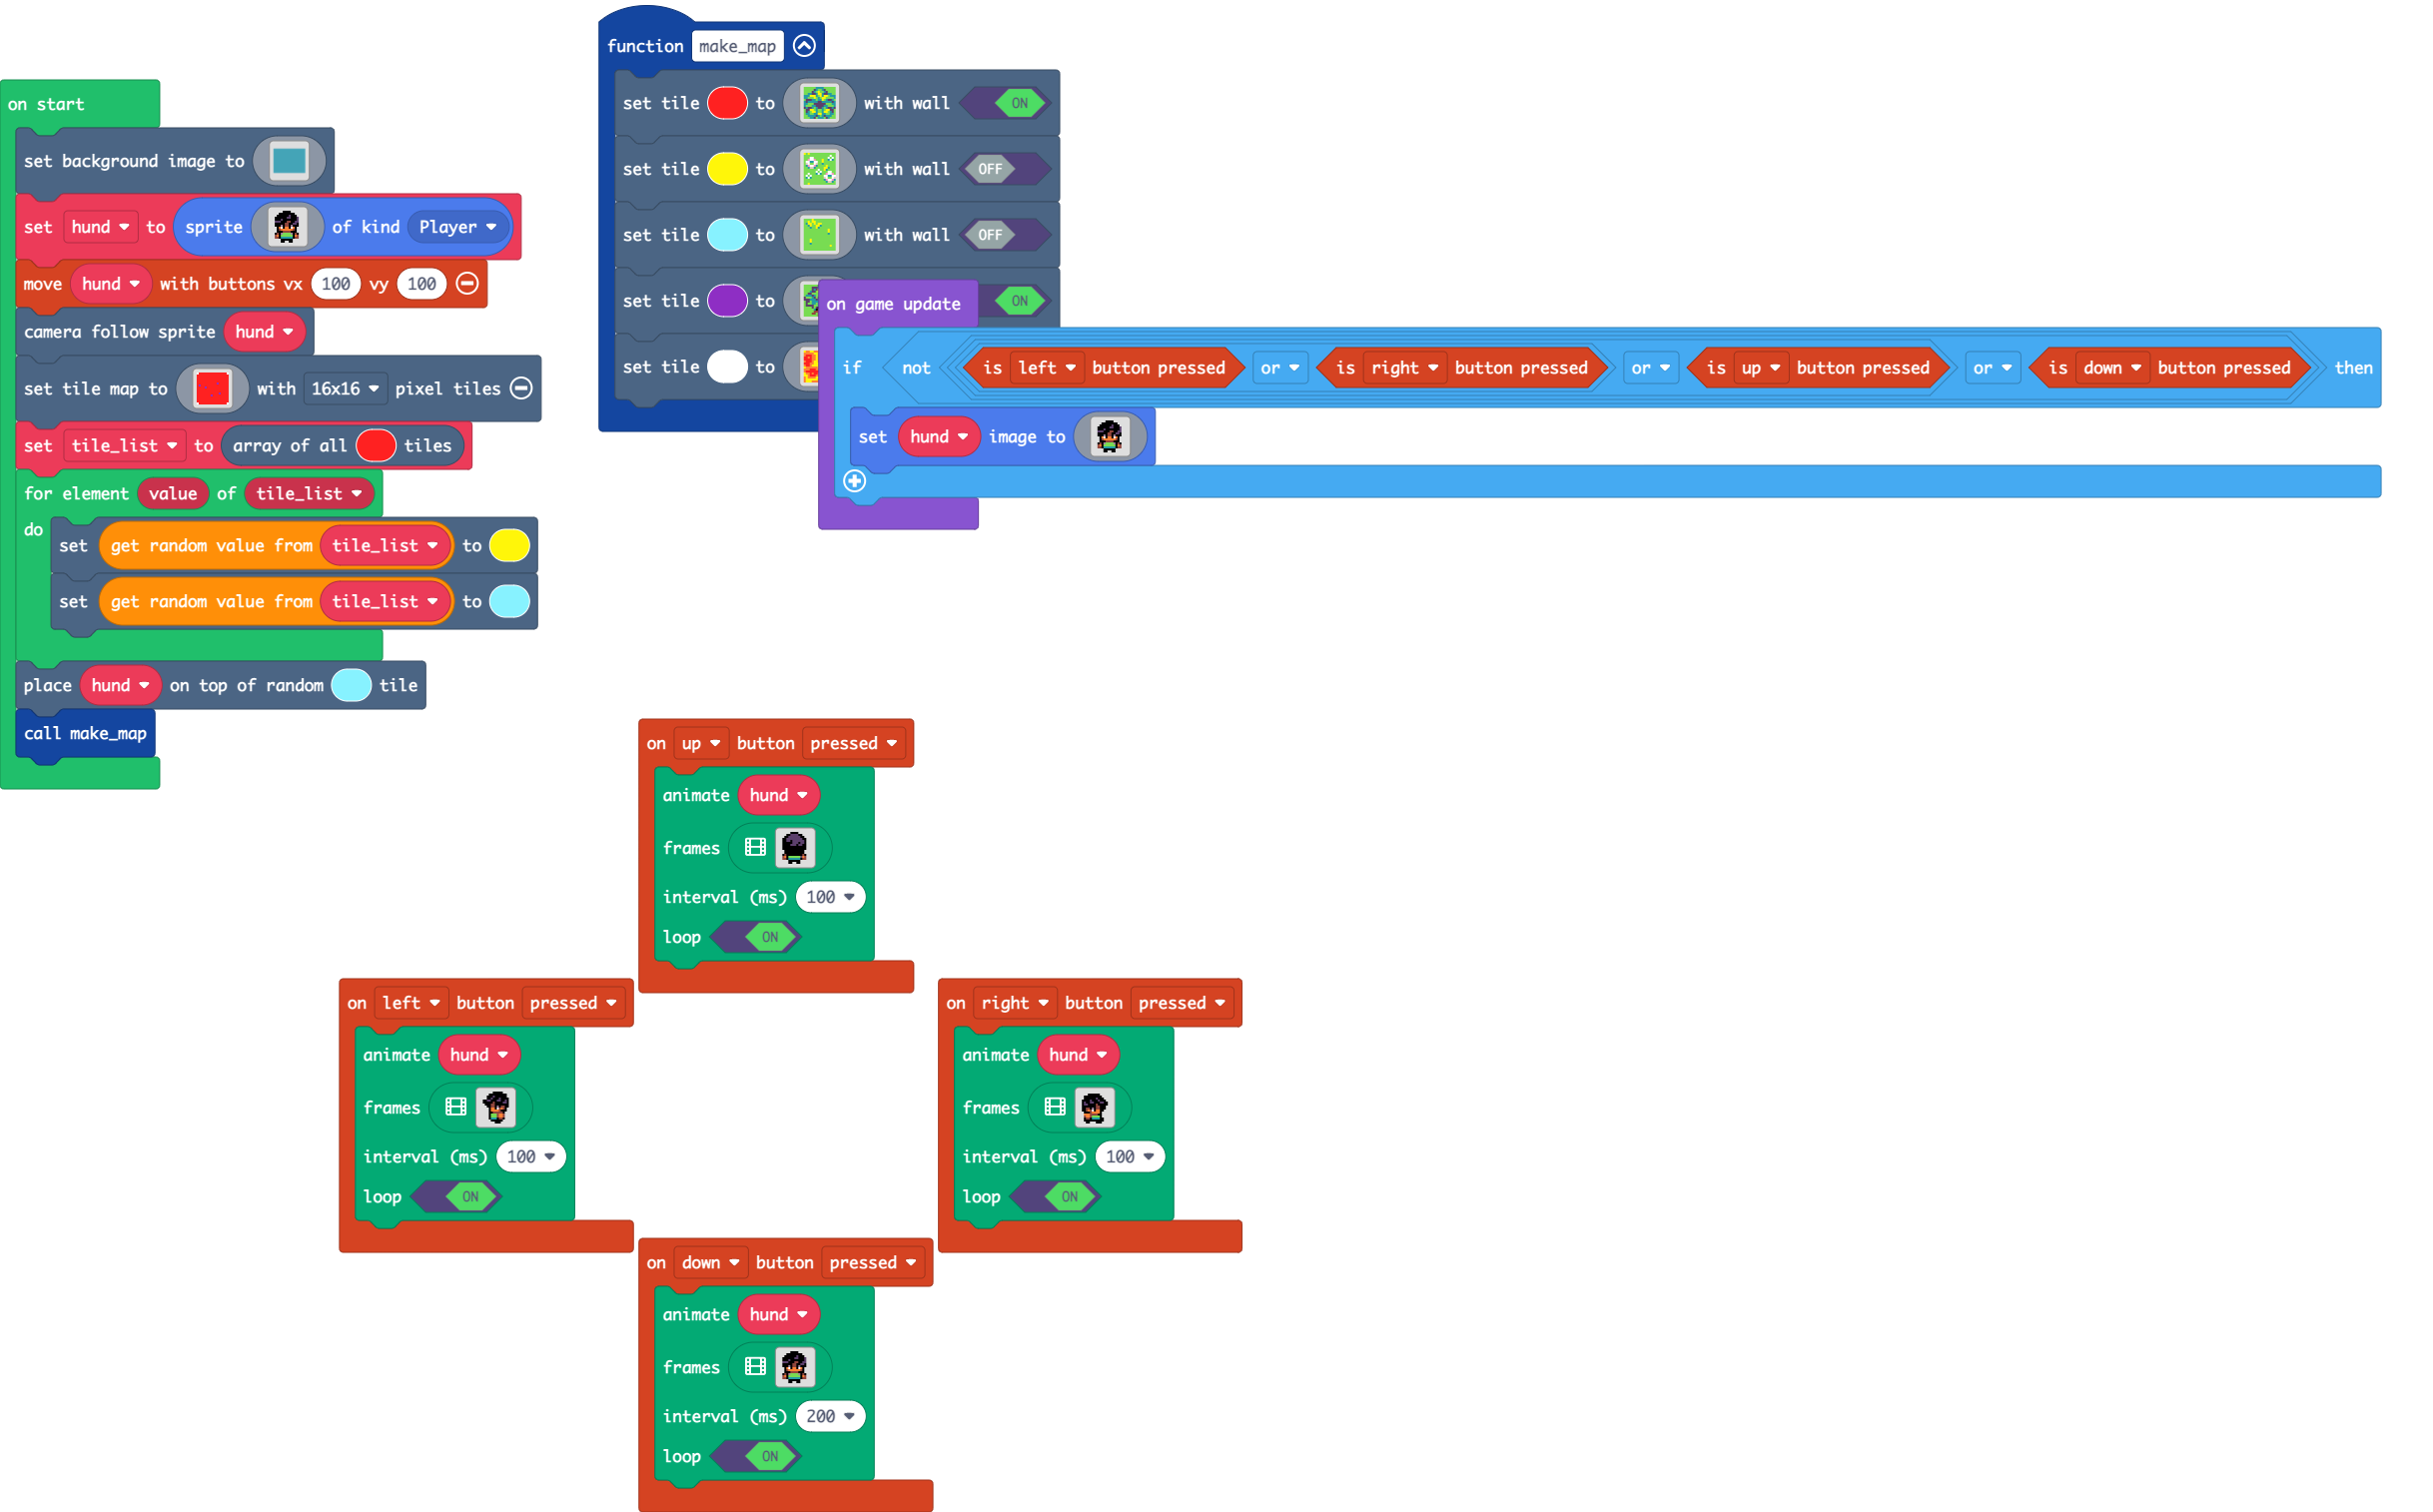 on start
set background image to
set hund to sprite of kind Player
move hund with buttons vx 100 vy 100
camera follow sprite hund
set tile map to with 16x16 pixel tiles
set tile_list to array of all tiles
for element value of tile_list
do
set get random value from tile_list to
set get random value from tile_list to
place hund on top of random tile
call make_map
function make_map
set tile to with wall ON
set tile to with wall OFF
set tile to with wall OFF
set tile to ON
set tile to
on game update
if not is left button pressed or is right button pressed or is up button pressed or is down button pressed then
set hund image to
on up button pressed
animate hund
frames
interval (ms) 100
loop ON
on left button pressed
animate hund
frames
interval (ms) 100
loop ON
on right button pressed
animate hund
frames
interval (ms) 100
loop ON
on down button pressed
animate hund
frames
interval (ms) 200
loop ON